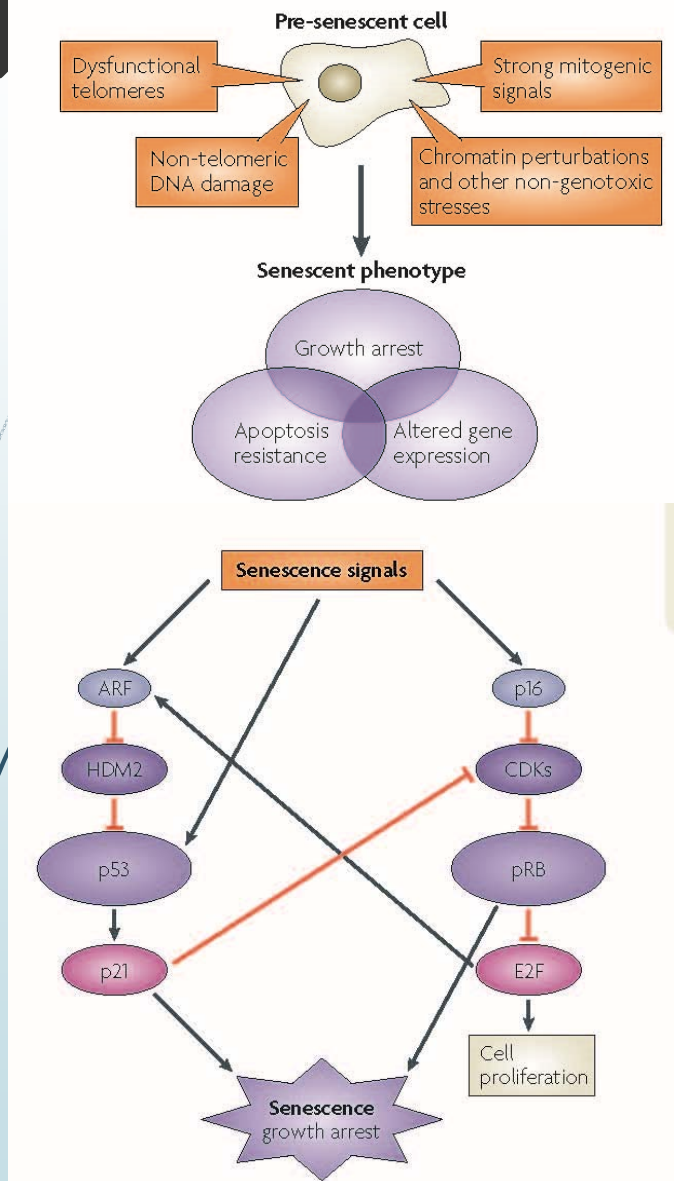 Pre-senescent cell
Dysfunctional
telomeres
Strong mitogenic
signals
Non-telomeric
DNA damage
Chromatin perturbations
and other non-genotoxic
stresses
Senescent phenotype
Growth arrest
Apoptosis
resistance
Altered gene
expression
Senescence signals
ARF
p16
HDM2
CDKs
p53
pRB
p21
E2F
Cell
proliferation
Senescence
growth arrest